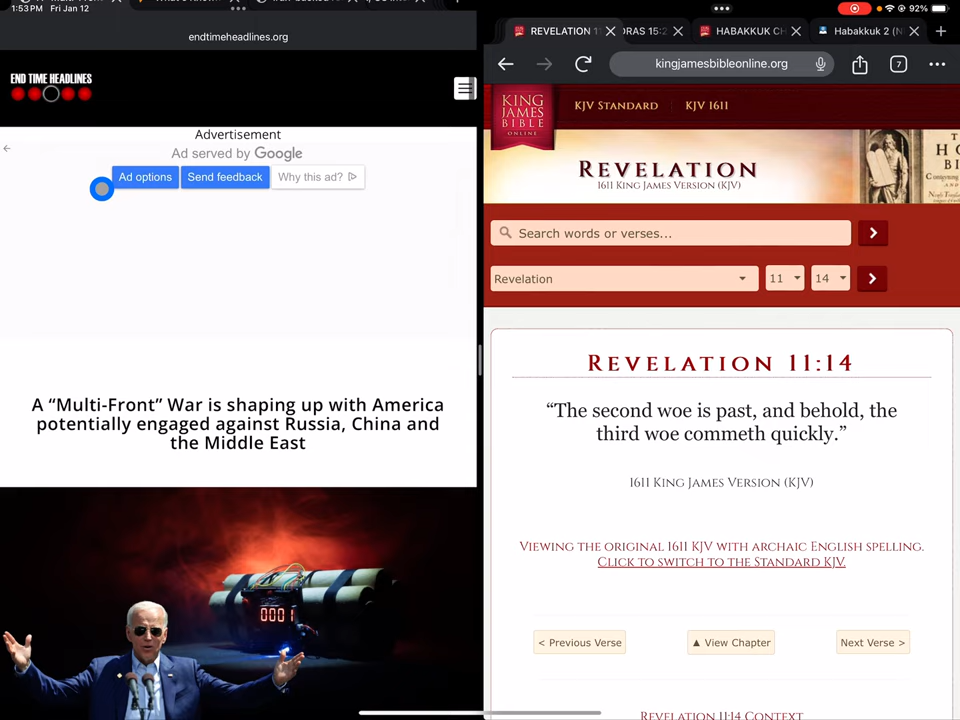 1:53 PM Fri Jan 12
92%
endtimeheadlines.org
END TIME HEADLINES
Advertisement
Ad served by Google
Ad options
Send feedback
Why this ad?
A “Multi-Front” War is shaping up with America
potentially engaged against Russia, China and
the Middle East
0001
REVELATION 1
DRAS 15:2
HABAKKUK CH
Habakkuk 2 (N
kingjamesbibleonline.org
7
KING
JAMES
BIBLE
ONLINE
KJV STANDARD
KJV 1611
REVELATION
1611 KING JAMES VERSION (KJV)
Search words or verses...
Revelation
11
14
REVELATION 11:14
“The second woe is past, and behold, the
third woe commeth quickly.”
1611 KING JAMES VERSION (KJV)
VIEWING THE ORIGINAL 1611 KJV WITH ARCHAIC ENGLISH SPELLING.
CLICK TO SWITCH TO THE STANDARD KJV.
< Previous Verse
▲ View Chapter
Next Verse >
REVELATION 11:14 CONTEXT